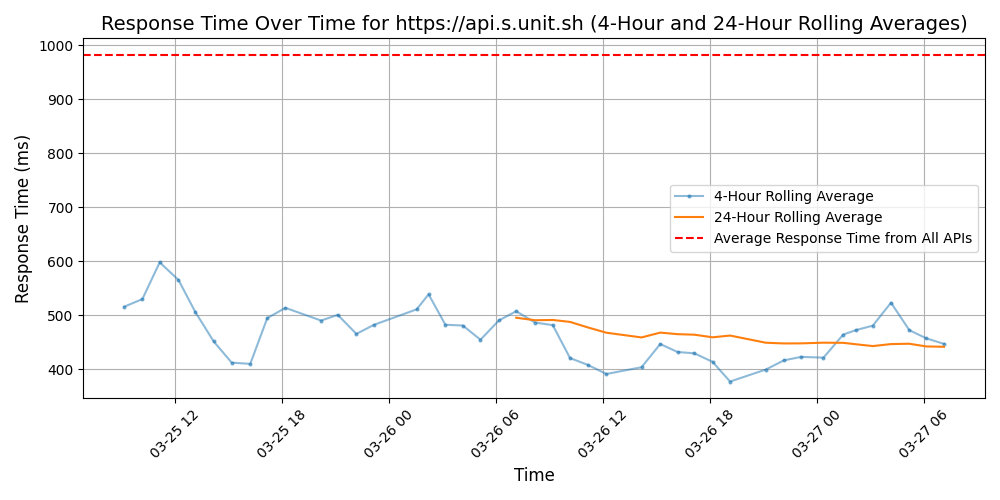 Response Time Over Time for https://api.s.unit.sh (4-Hour and 24-Hour Rolling Averages)
Response Time (ms)
1000
900
800
700
600
500
400
4-Hour Rolling Average
24-Hour Rolling Average
Average Response Time from All APIs
03-25 12
03-25 18
03-26 00
03-26 06
03-26 12
03-26 18
03-27 00
03-27 06
Time